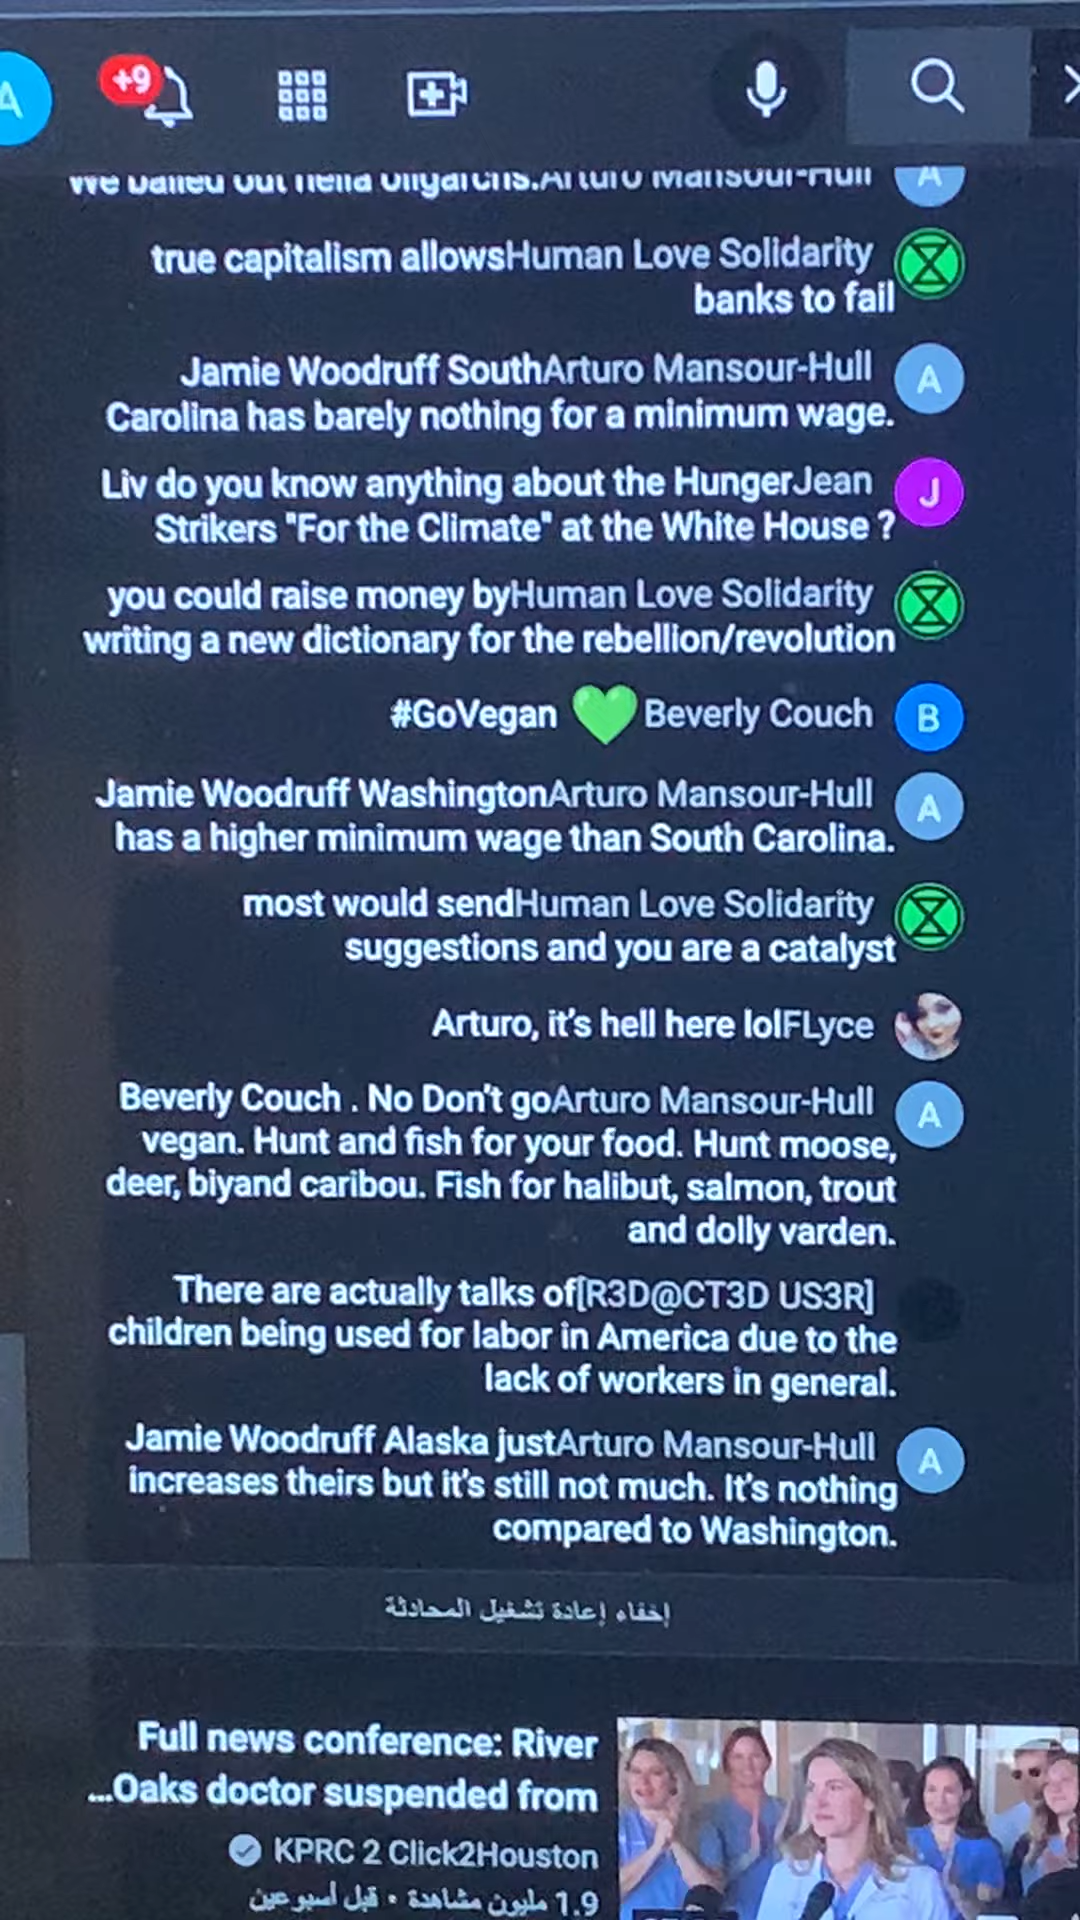 A
+9
We bailed out hella oligarchs.Arturo Mansour-Hull
A
true capitalism allowsHuman Love Solidarity
banks to fail
Jamie Woodruff SouthArturo Mansour-Hull
A
Carolina has barely nothing for a minimum wage.
Liv do you know anything about the HungerJean
J
Strikers "For the Climate" at the White House ?
you could raise money byHuman Love Solidarity
writing a new dictionary for the rebellion/revolution
#GoVegan 💚 Beverly Couch
B
Jamie Woodruff WashingtonArturo Mansour-Hull
A
has a higher minimum wage than South Carolina.
most would sendHuman Love Solidarity
suggestions and you are a catalyst
Arturo, it's hell here lolFLyce
Beverly Couch . No Don't goArturo Mansour-Hull
A
vegan. Hunt and fish for your food. Hunt moose,
deer, biyand caribou. Fish for halibut, salmon, trout
and dolly varden.
There are actually talks of[R3D@CT3D US3R]
children being used for labor in America due to the
lack of workers in general.
Jamie Woodruff Alaska justArturo Mansour-Hull
A
increases theirs but it's still not much. It's nothing
compared to Washington.
إخفاء إعادة تشغيل المحادثة
Full news conference: River
...Oaks doctor suspended from
KPRC 2 Click2Houston
1.9 مليون مشاهدة • قبل أسبوعين